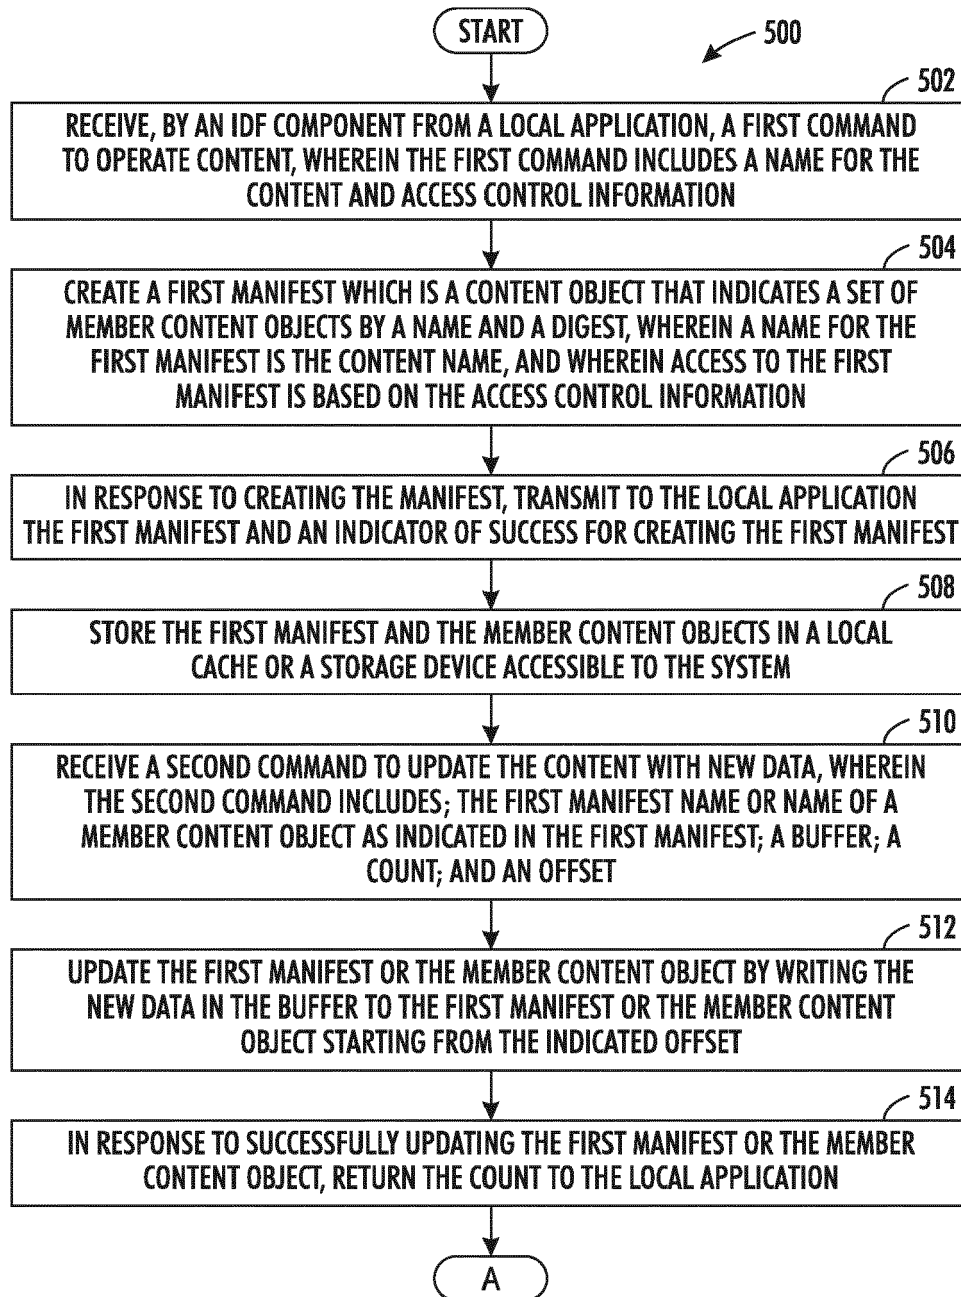 START
500
502
RECEIVE, BY AN IDF COMPONENT FROM A LOCAL APPLICATION, A FIRST COMMAND
TO OPERATE CONTENT, WHEREIN THE FIRST COMMAND INCLUDES A NAME FOR THE
CONTENT AND ACCESS CONTROL INFORMATION
504
CREATE A FIRST MANIFEST WHICH IS A CONTENT OBJECT THAT INDICATES A SET OF
MEMBER CONTENT OBJECTS BY A NAME AND A DIGEST, WHEREIN A NAME FOR THE
FIRST MANIFEST IS THE CONTENT NAME, AND WHEREIN ACCESS TO THE FIRST
MANIFEST IS BASED ON THE ACCESS CONTROL INFORMATION
506
IN RESPONSE TO CREATING THE MANIFEST, TRANSMIT TO THE LOCAL APPLICATION
THE FIRST MANIFEST AND AN INDICATOR OF SUCCESS FOR CREATING THE FIRST MANIFEST
508
STORE THE FIRST MANIFEST AND THE MEMBER CONTENT OBJECTS IN A LOCAL
CACHE OR A STORAGE DEVICE ACCESSIBLE TO THE SYSTEM
510
RECEIVE A SECOND COMMAND TO UPDATE THE CONTENT WITH NEW DATA, WHEREIN
THE SECOND COMMAND INCLUDES; THE FIRST MANIFEST NAME OR NAME OF A
MEMBER CONTENT OBJECT AS INDICATED IN THE FIRST MANIFEST; A BUFFER; A
COUNT; AND AN OFFSET
512
UPDATE THE FIRST MANIFEST OR THE MEMBER CONTENT OBJECT BY WRITING THE
NEW DATA IN THE BUFFER TO THE FIRST MANIFEST OR THE MEMBER CONTENT
OBJECT STARTING FROM THE INDICATED OFFSET
514
IN RESPONSE TO SUCCESSFULLY UPDATING THE FIRST MANIFEST OR THE MEMBER
CONTENT OBJECT, RETURN THE COUNT TO THE LOCAL APPLICATION
A